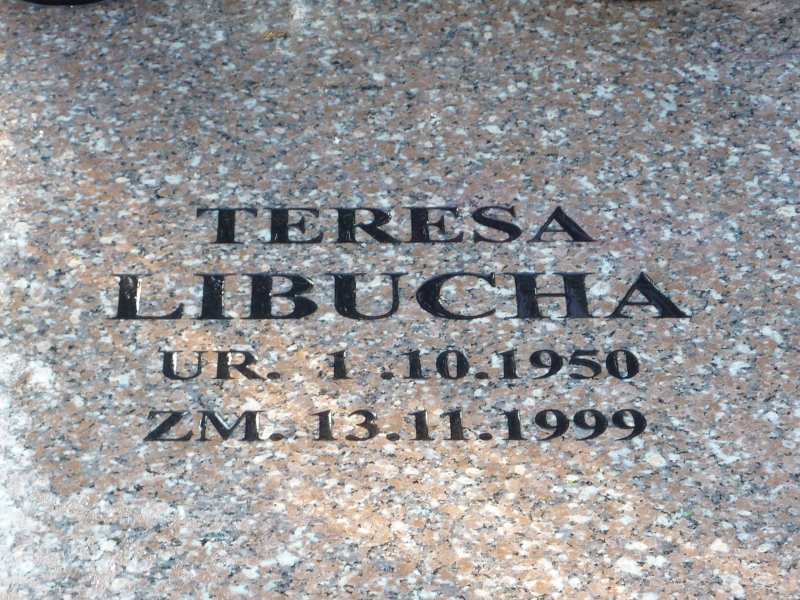 TERESA
LIBUCHA
UR. 1.10.1950
ZM. 13.11.1999